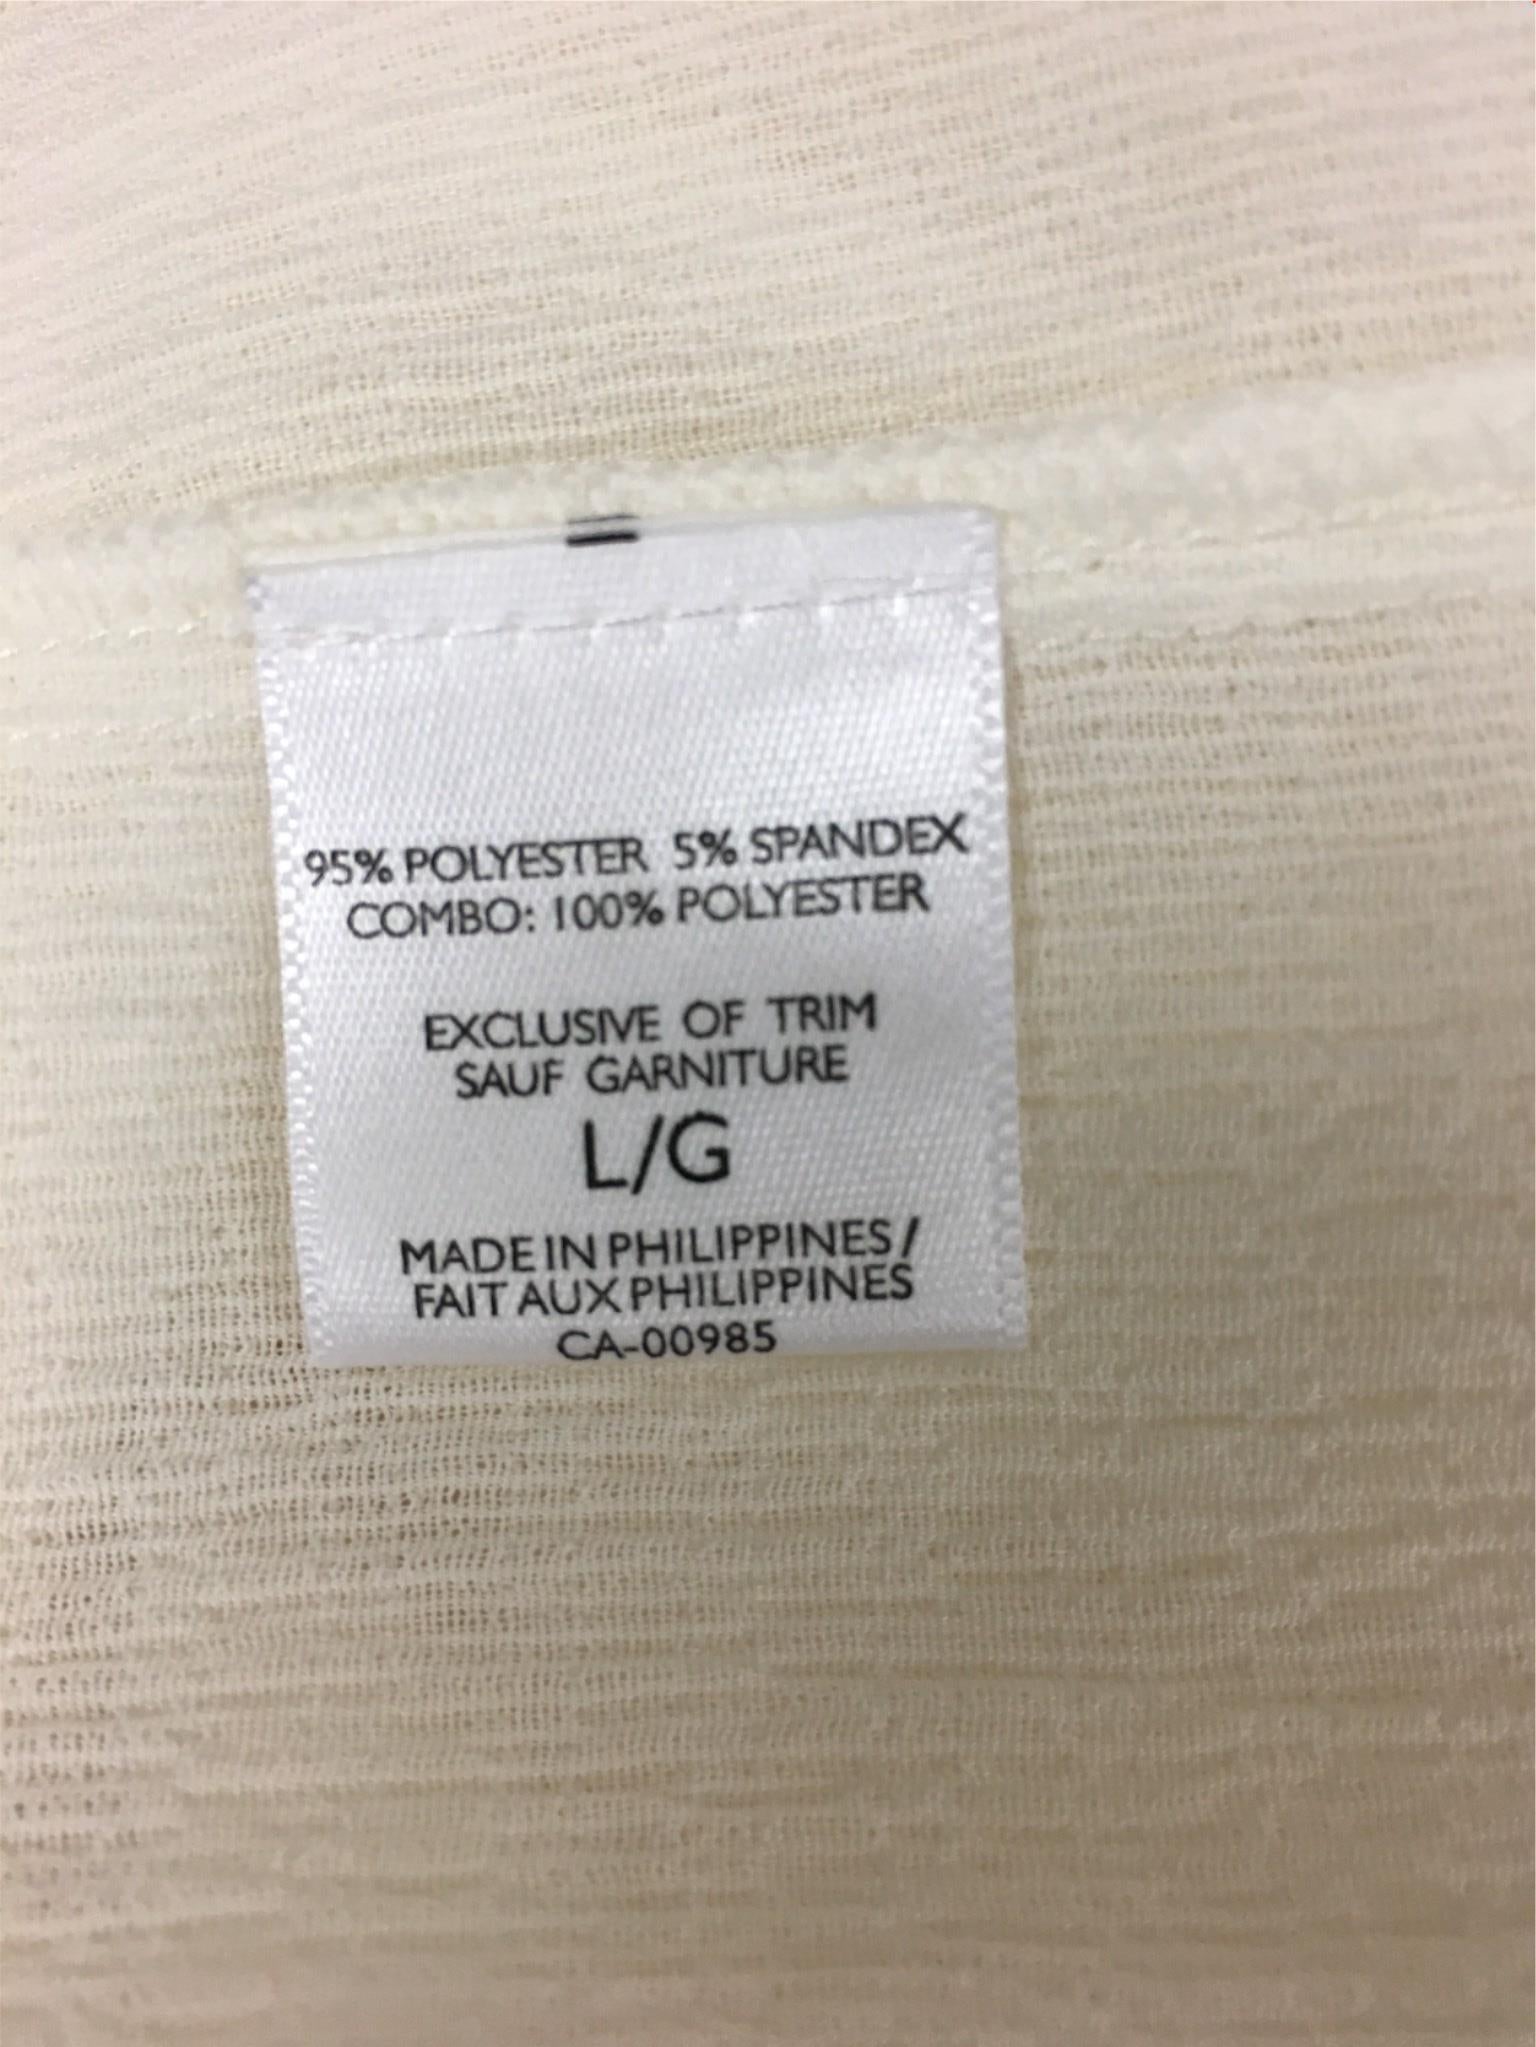 95% POLYESTER 5% SPANDEX
COMBO: 100% POLYESTER
EXCLUSIVE OF TRIM
SAUF GARNITURE
L/G
MADE IN PHILIPPINES /
FAIT AUX PHILIPPINES
CA-00985